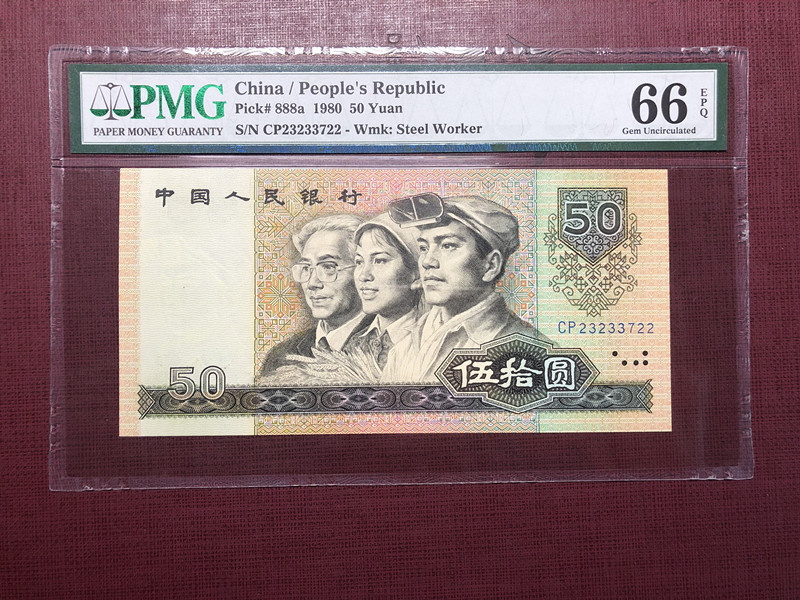 PMG
PAPER MONEY GUARANTY
China / People's Republic
Pick# 888a 1980 50 Yuan
S/N CP23233722 - Wmk: Steel Worker
66
EPQ
Gem Uncirculated
中国人民银行
50
CP23233722
50
伍拾圆